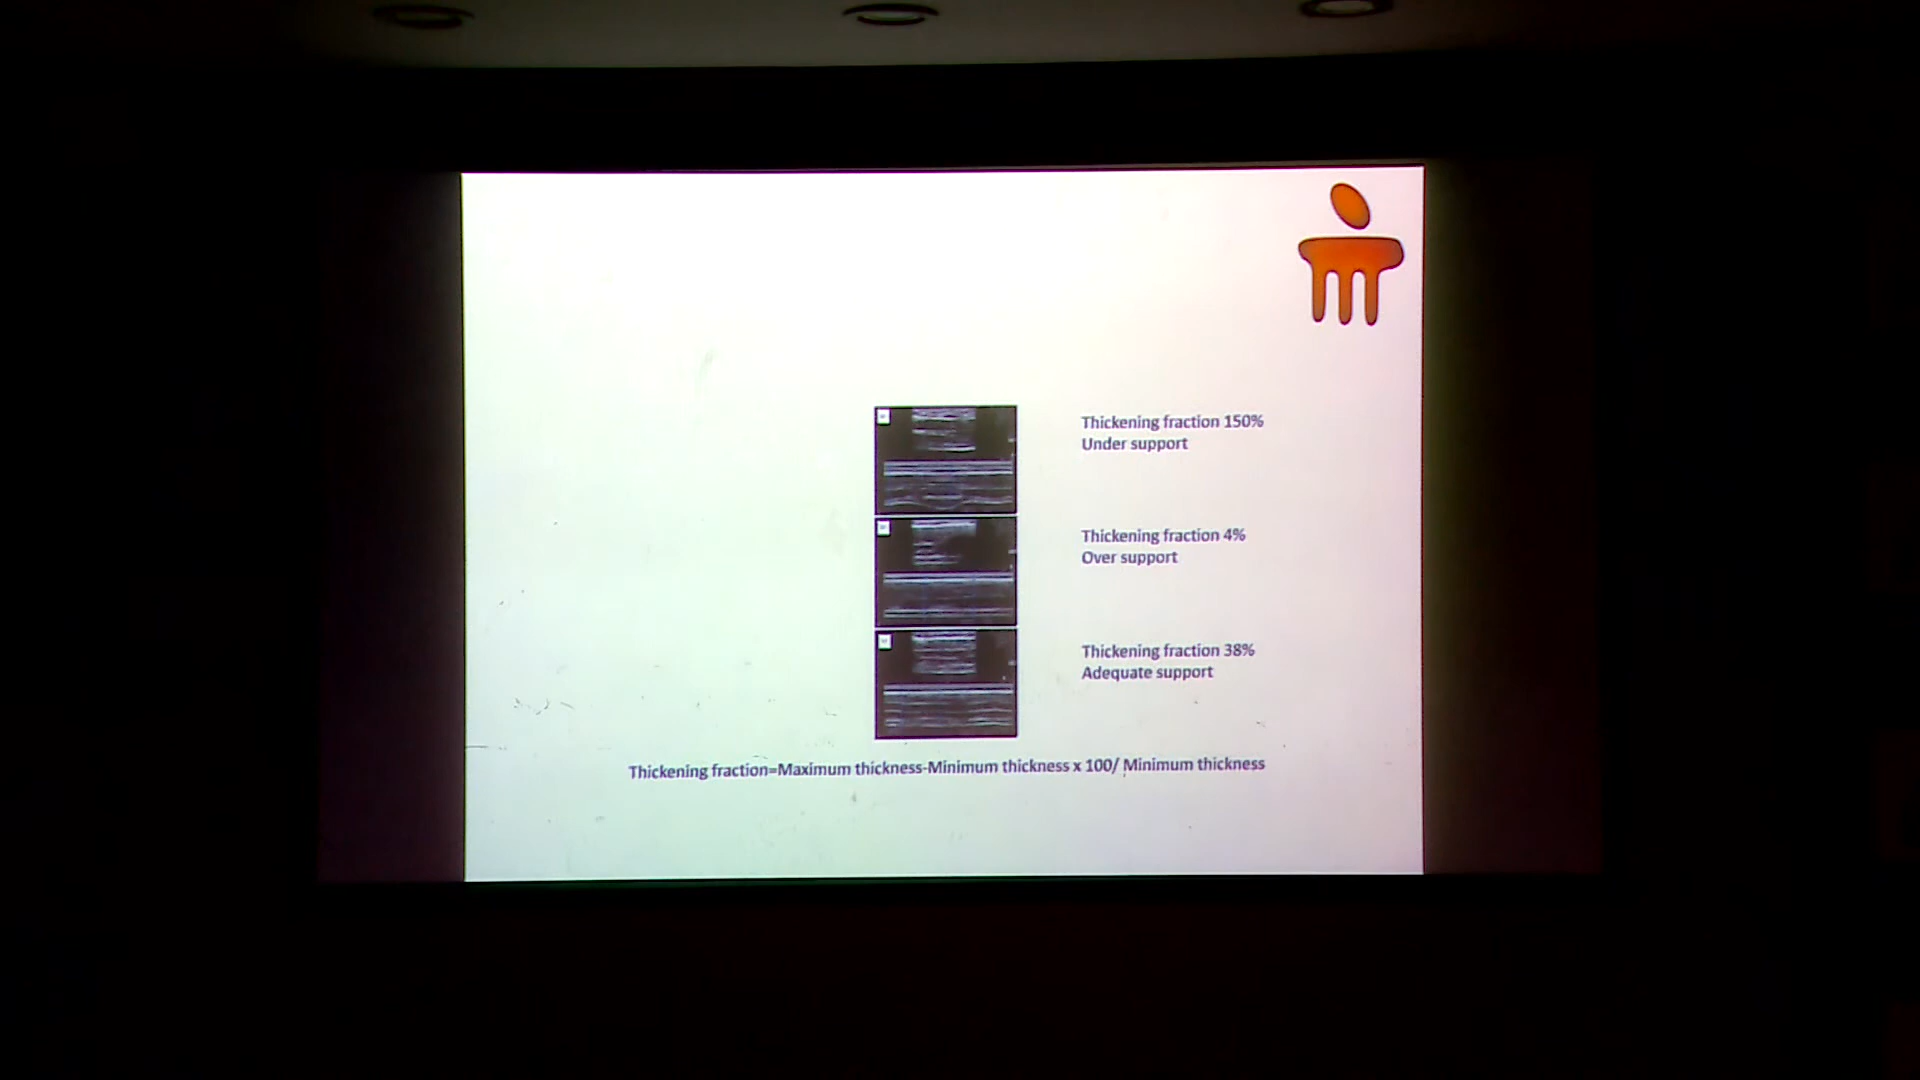 Thickening fraction 150%
Under support
Thickening fraction 4%
Over support
Thickening fraction 38%
Adequate support
Thickening fraction=Maximum thickness-Minimum thickness x 100/ Minimum thickness